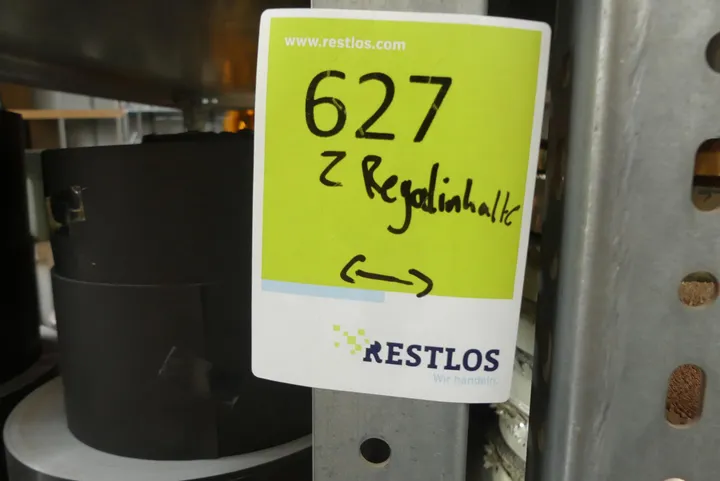 www.restlos.com
627
2 Regalinhalte
RESTLOS
Wir handeln.